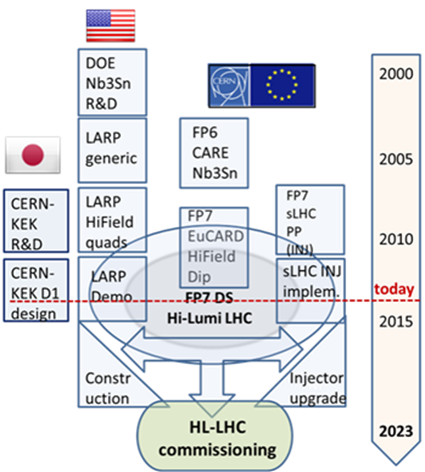 DOE
Nb3Sn
R&D
CERN
2000
LARP
generic
FP6
CARE
Nb3Sn
2005
CERN-
KEK
R&D
LARP
HiField
quads
FP7
EuCARD
HiField
Dip
FP7
sLHC
PP
(INJ)
2010
CERN-
KEK D1
design
LARP
Demo.
sLHC INJ
implem.
today
FP7 DS
Hi-Lumi LHC
2015
Constr
uction
Injector
upgrade
HL-LHC
commissioning
2023